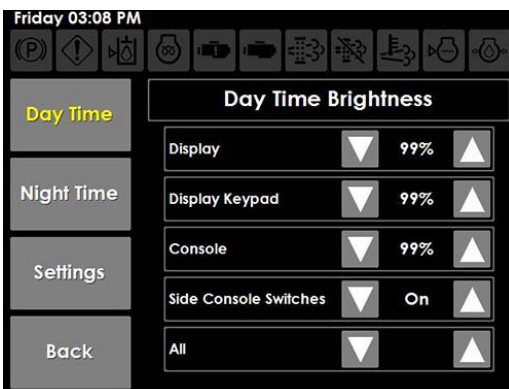 Friday 03:08 PM
Day Time
Night Time
Settings
Back
Day Time Brightness
Display 99%
Display Keypad 99%
Console 99%
Side Console Switches On
All